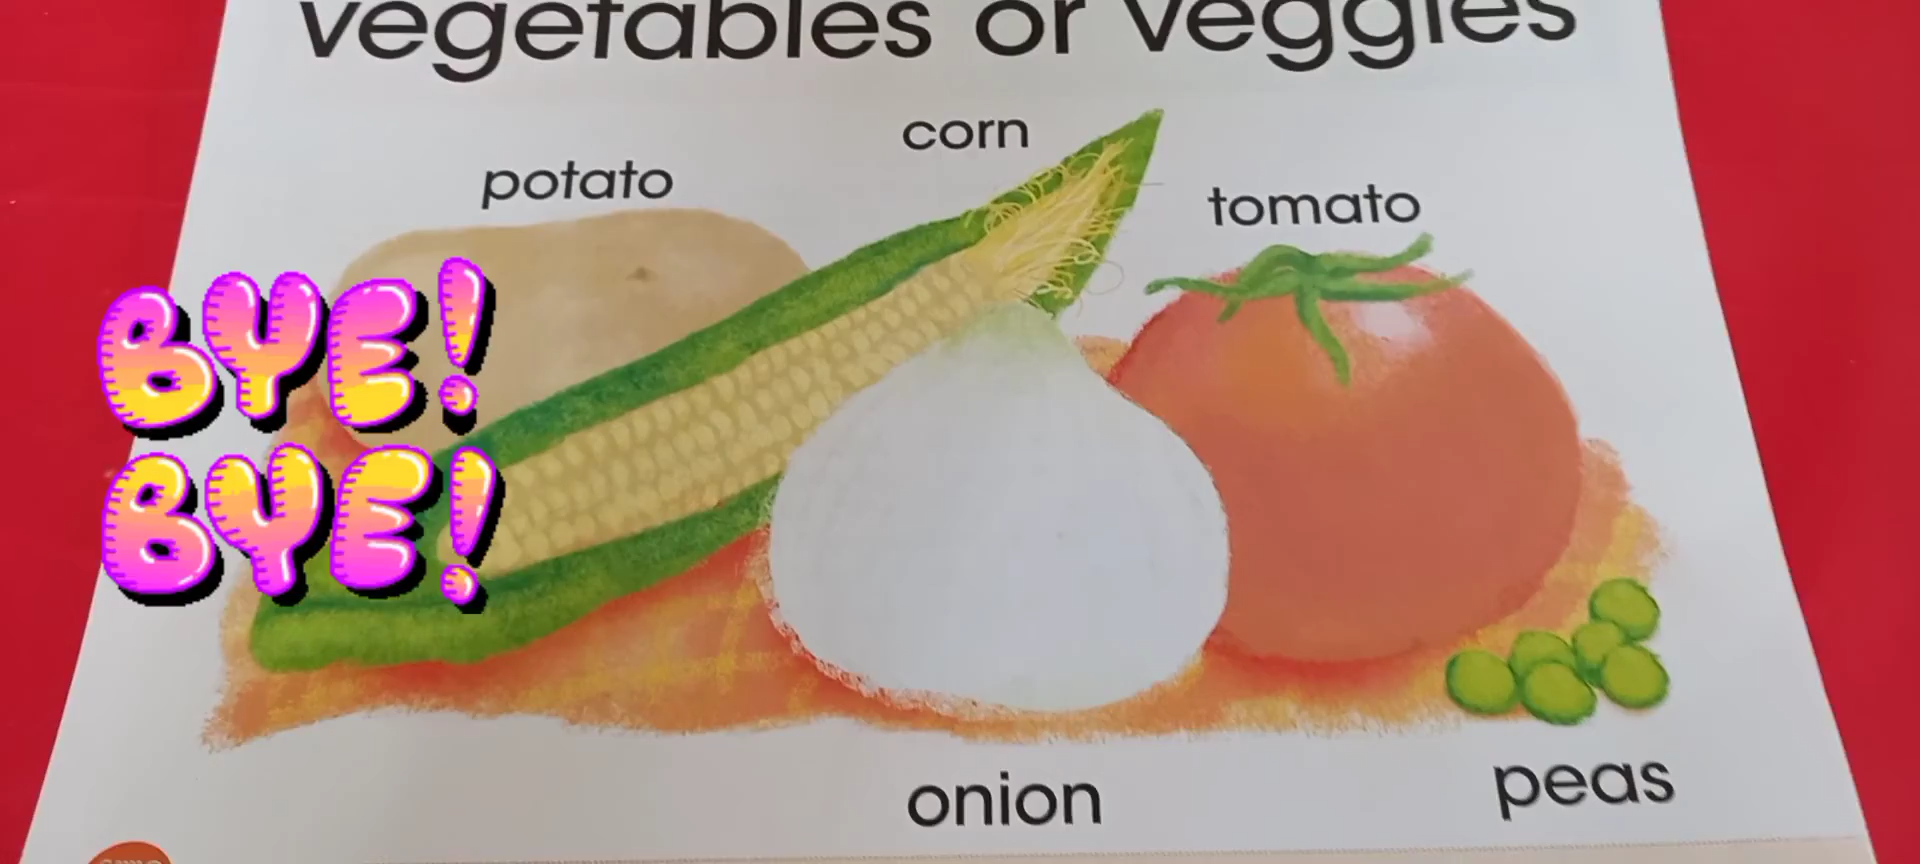 vegetables or veggies
corn
potato
tomato
BYE!
BYE!
onion
peas